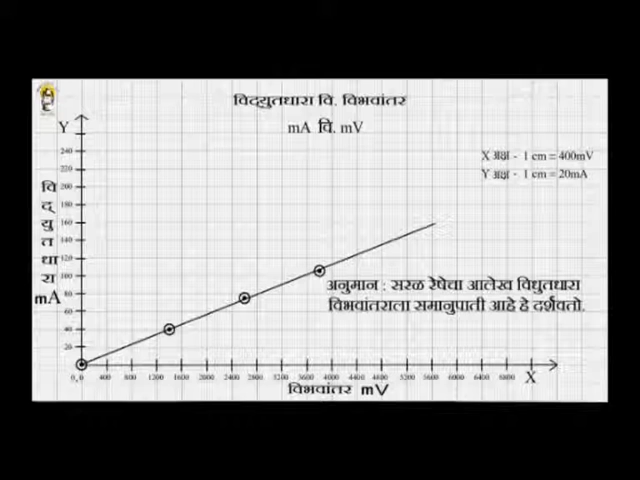 विद्युतधारा वि. विभवांतर
mA वि. mV
Y
X अक्ष - 1 cm = 400mV
Y अक्ष - 1 cm = 20mA
240
220
200
180
160
140
120
100
80
60
40
20
विद्युतधारा
mA
अनुमान : सरळ रेषेचा आलेख विधुतधारा
विभवांतराला समानुपाती आहे हे दर्शवतो.
0,0 400 800 1200 1600 2000 2400 2800 3200 3600 4000 4400 4800 5200 5600 6000 6400 6800 X
विभवांतर mV